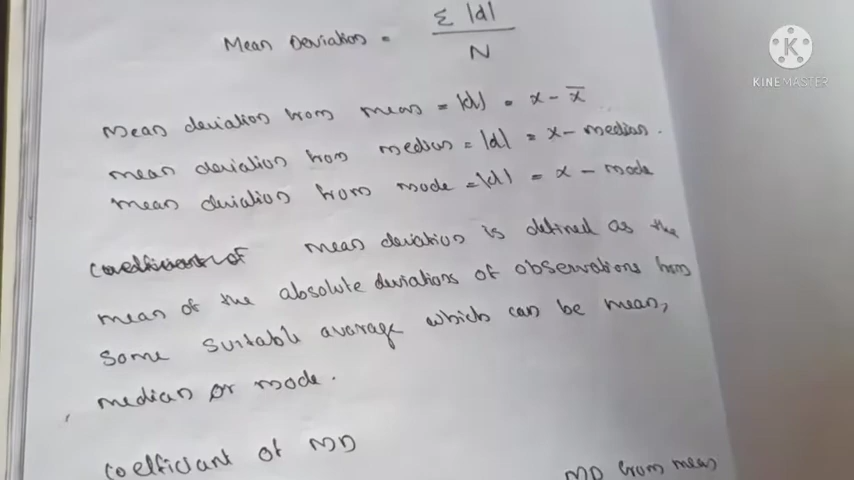 Mean Deviation = Σ |d| / N
K
KINEMASTER
Mean deviation from mean = |d| = x - x̅
mean deviation from median = |d| = x - median.
mean deviation from mode = |d| = x - mode
coefficient of mean deviation is defined as the
mean of the absolute deviations of observations from
some suitable avarage which can be mean,
median or mode.
coefficiant of MD
MD from mean